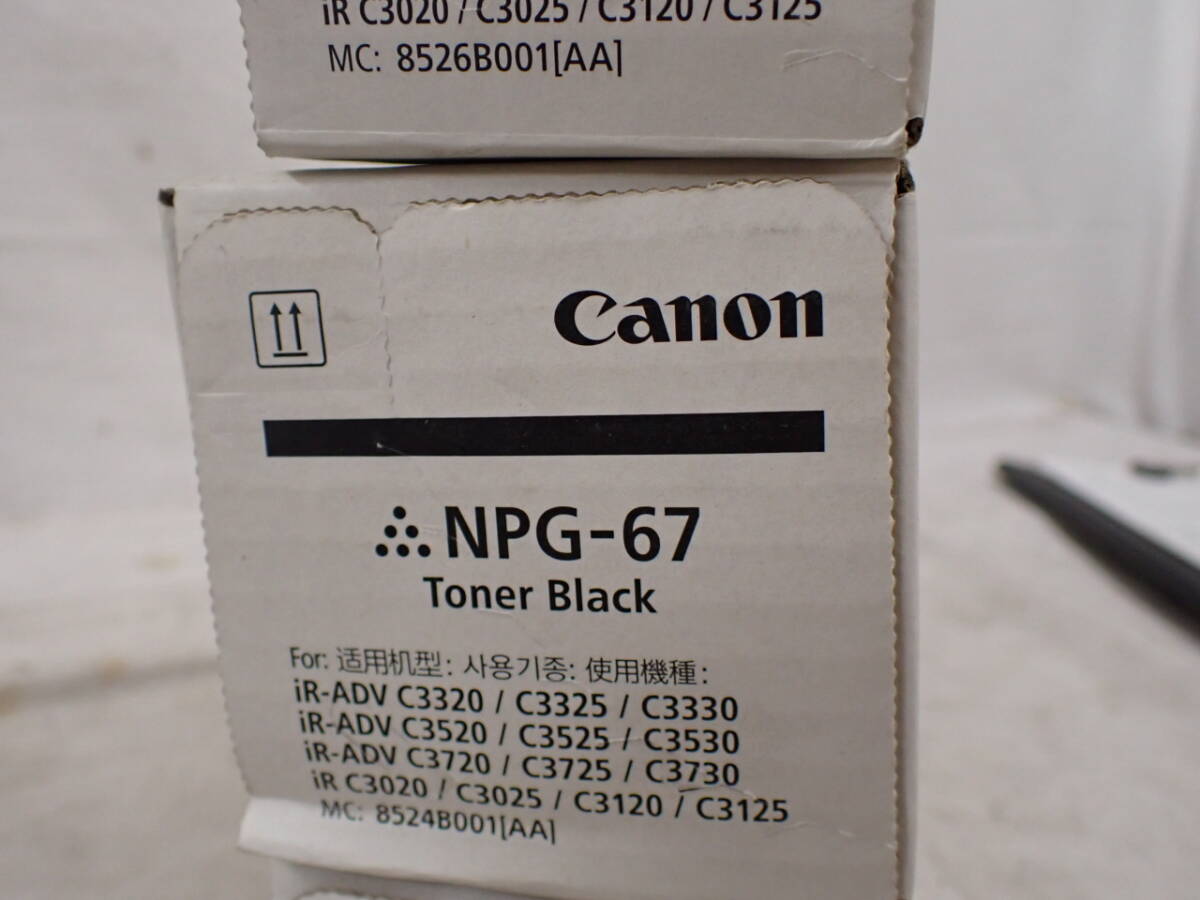 iR C3020 / C3025 / C3120 / C3125
MC: 8526B001[AA]
Canon
NPG-67
Toner Black
For: 适用机型: 사용기종: 使用機種:
iR-ADV C3320 / C3325 / C3330
iR-ADV C3520 / C3525 / C3530
iR-ADV C3720 / C3725 / C3730
iR C3020 / C3025 / C3120 / C3125
MC: 8524B001[AA]